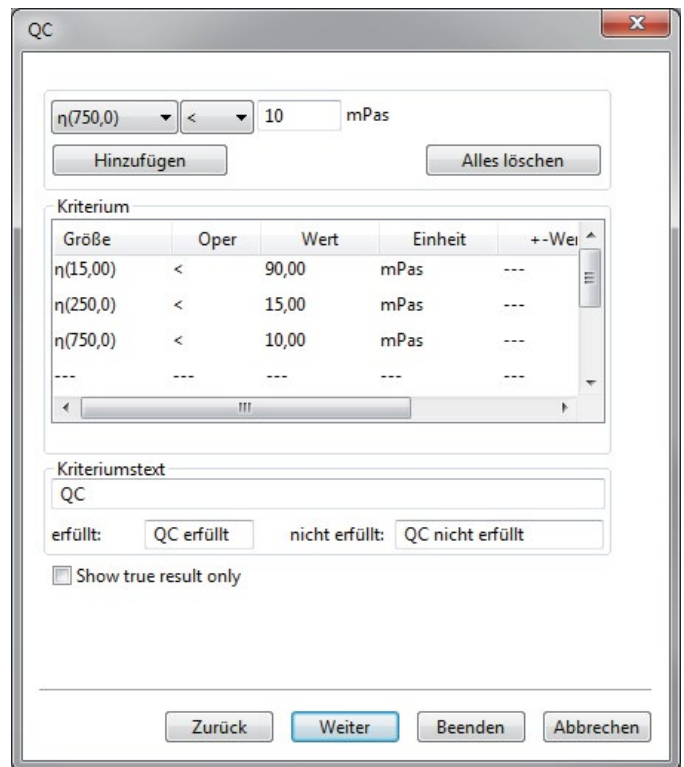 QC
η(750,0) < 10 mPas
Hinzufügen Alles löschen
Kriterium
Größe Oper Wert Einheit +-Wer
η(15,00) < 90,00 mPas ---
η(250,0) < 15,00 mPas ---
η(750,0) < 10,00 mPas ---
--- --- --- --- ---
Kriteriumstext
QC
erfüllt: QC erfüllt nicht erfüllt: QC nicht erfüllt
Show true result only
Zurück Weiter Beenden Abbrechen